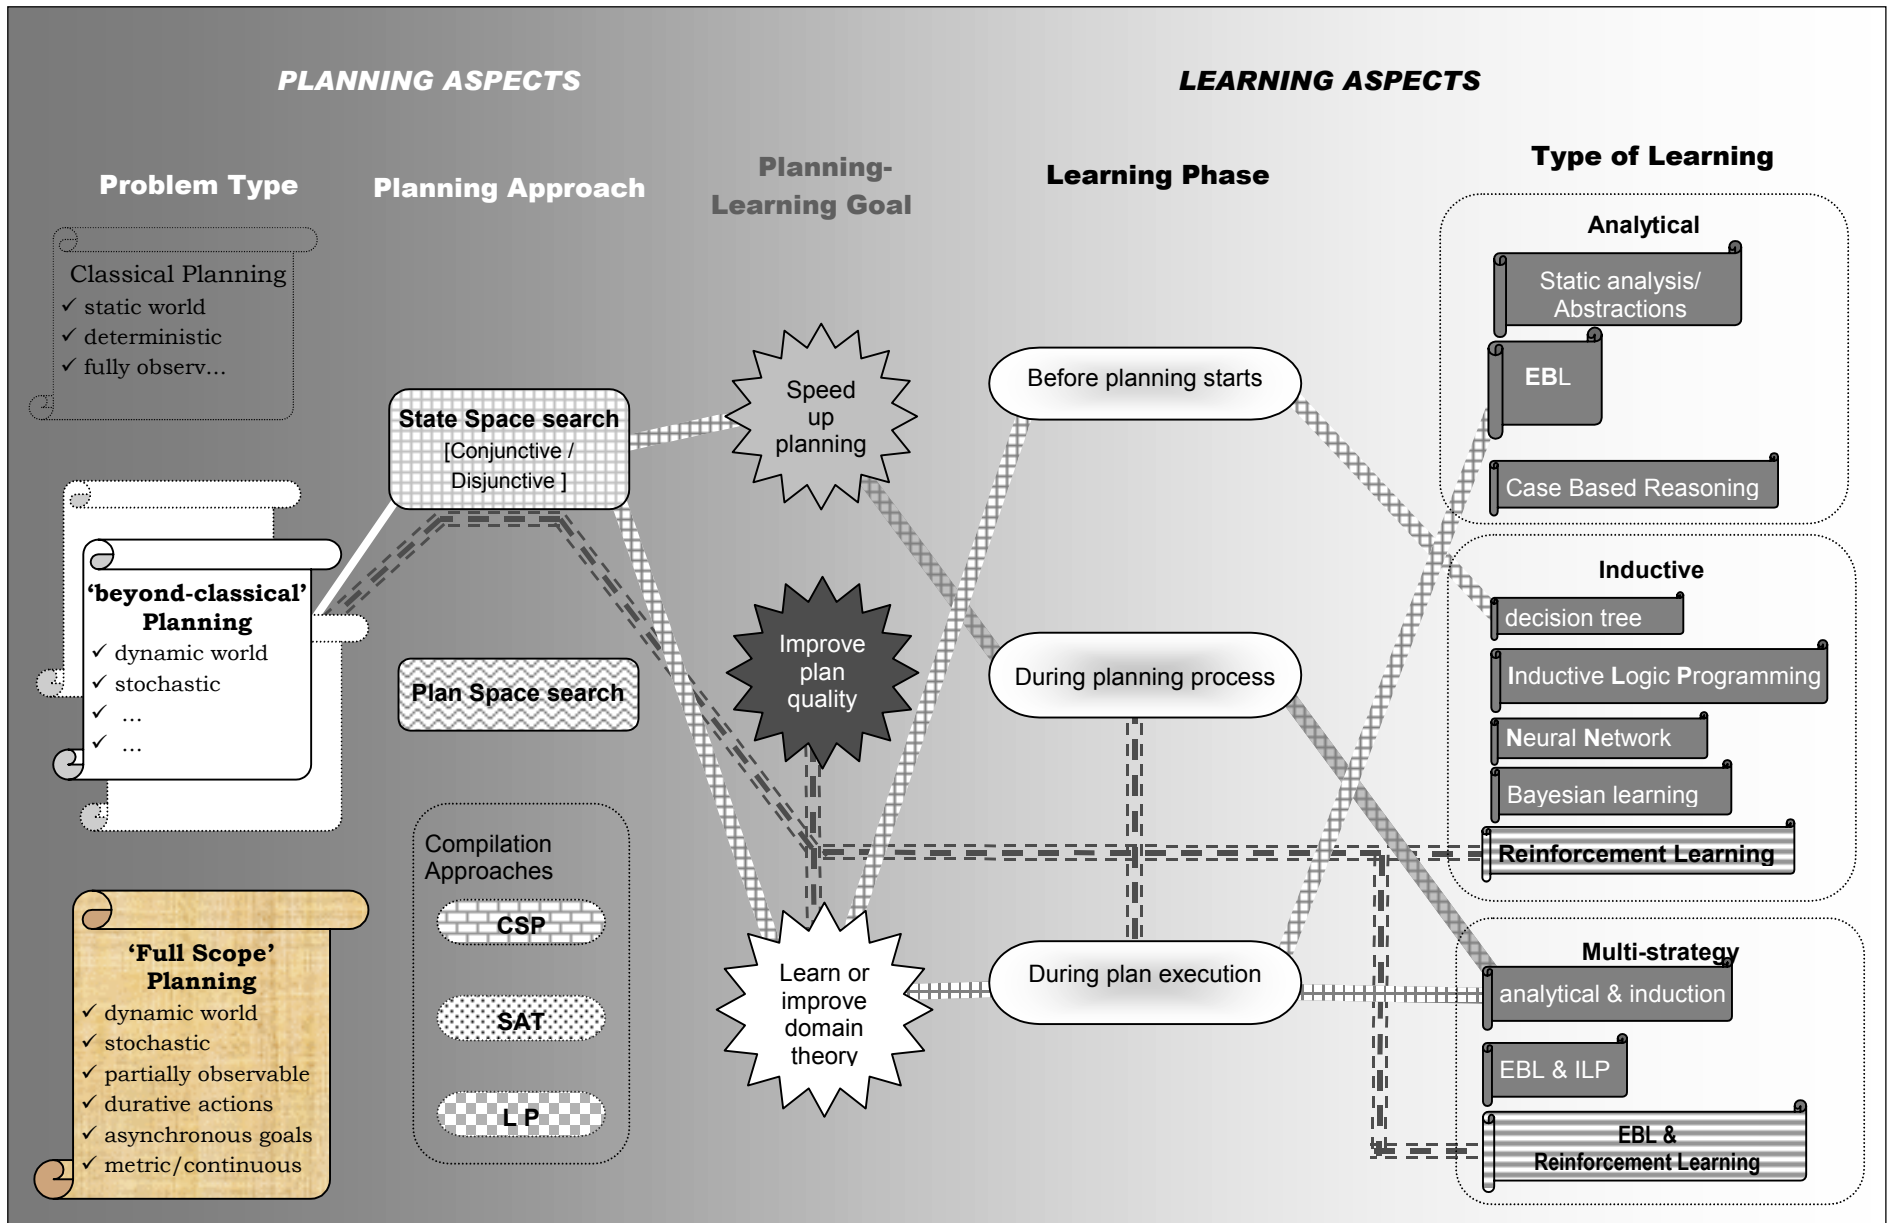 PLANNING ASPECTS
LEARNING ASPECTS
Problem Type
Planning Approach
Planning-
Learning Goal
Learning Phase
Type of Learning
Classical Planning
✓ static world
✓ deterministic
✓ fully observ…
‘beyond-classical’
Planning
✓ dynamic world
✓ stochastic
✓ …
✓ …
‘Full Scope’
Planning
✓ dynamic world
✓ stochastic
✓ partially observable
✓ durative actions
✓ asynchronous goals
✓ metric/continuous
State Space search
[Conjunctive /
Disjunctive ]
Plan Space search
Compilation
Approaches
CSP
SAT
L P
Speed
up
planning
Improve
plan
quality
Learn or
improve
domain
theory
Before planning starts
During planning process
During plan execution
Analytical
Static analysis/
Abstractions
EBL
Case Based Reasoning
Inductive
decision tree
Inductive Logic Programming
Neural Network
Bayesian learning
Reinforcement Learning
Multi-strategy
analytical & induction
EBL & ILP
EBL &
Reinforcement Learning